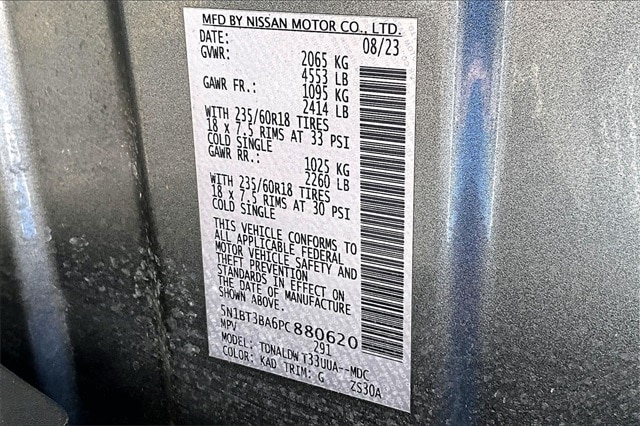 MFD BY NISSAN MOTOR CO., LTD.
DATE: 08/23
GVWR: 2065 KG
4553 LB
GAWR FR.: 1095 KG
2414 LB
WITH 235/60R18 TIRES
18 x 7.5 RIMS AT 33 PSI
COLD SINGLE
GAWR RR.: 1025 KG
2260 LB
WITH 235/60R18 TIRES
18 x 7.5 RIMS AT 30 PSI
COLD SINGLE
THIS VEHICLE CONFORMS TO
ALL APPLICABLE FEDERAL
MOTOR VEHICLE SAFETY AND
THEFT PREVENTION
STANDARDS IN EFFECT ON
THE DATE OF MANUFACTURE
SHOWN ABOVE.
5N1BT3BA6PC880620
MPV 291
MODEL: TDNALDWT33UUA--MDC
COLOR: KAD TRIM: G ZS30A